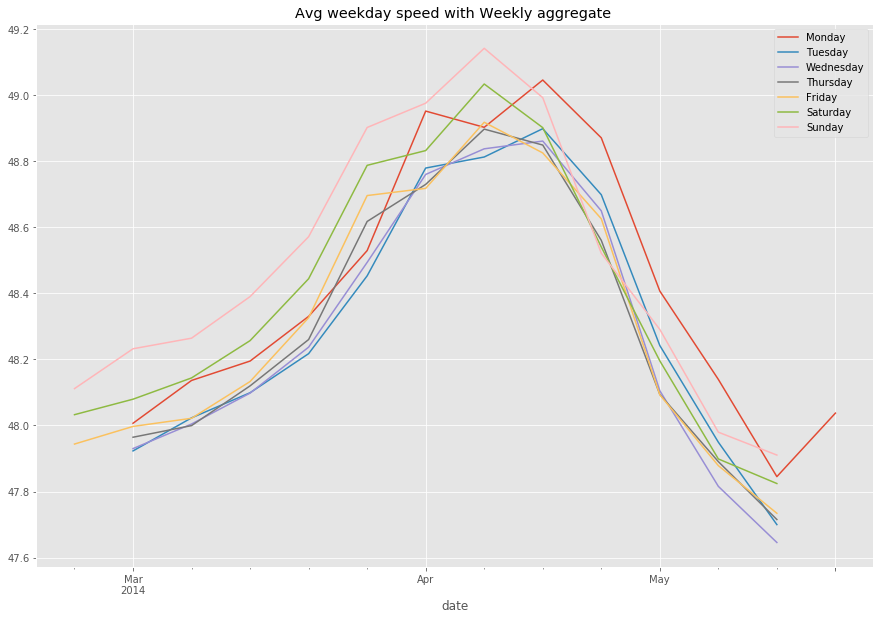 Avg weekday speed with Weekly aggregate
49.2
49.0
48.8
48.6
48.4
48.2
48.0
47.8
47.6
Monday
Tuesday
Wednesday
Thursday
Friday
Saturday
Sunday
Mar
2014
Apr
May
date